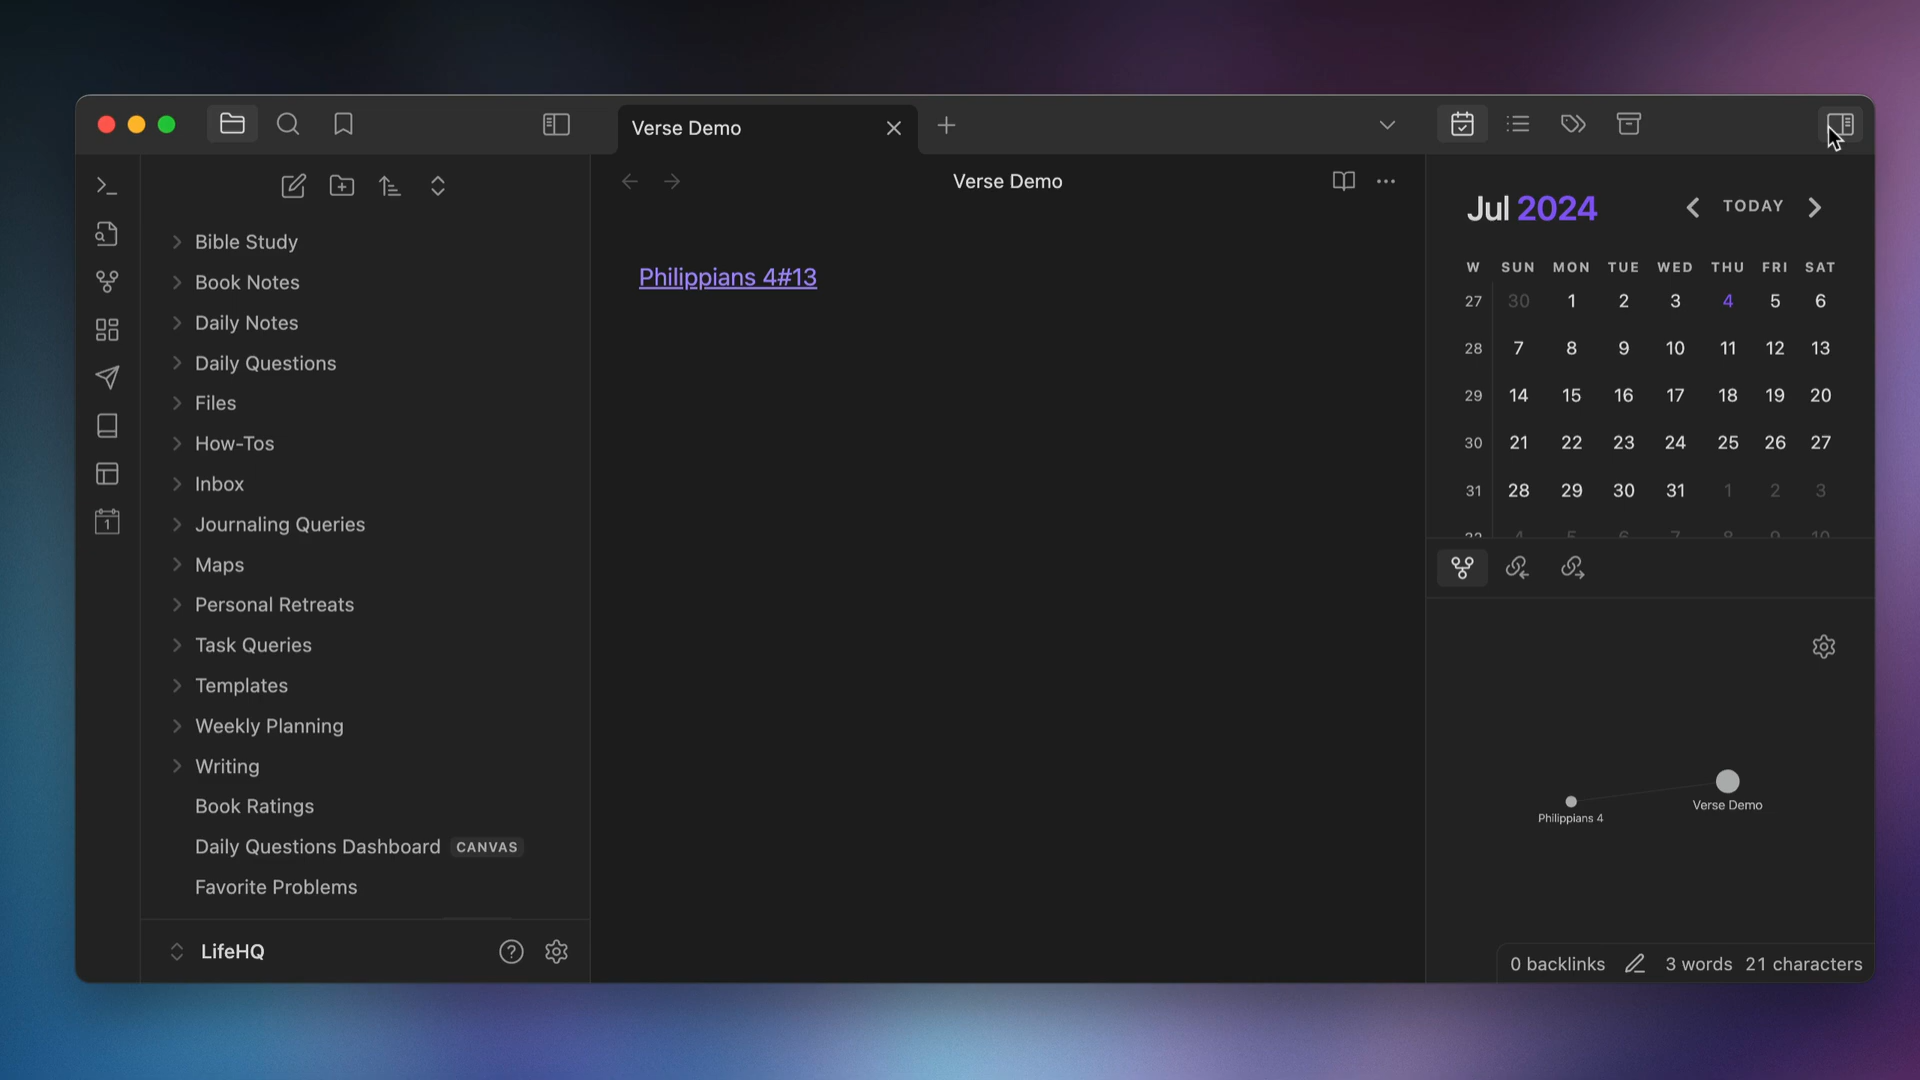 Verse Demo
Verse Demo
Bible Study
Book Notes
Daily Notes
Daily Questions
Files
How-Tos
Inbox
Journaling Queries
Maps
Personal Retreats
Task Queries
Templates
Weekly Planning
Writing
Book Ratings
Daily Questions Dashboard CANVAS
Favorite Problems
LifeHQ
1
Philippians 4#13
Jul 2024
TODAY
W SUN MON TUE WED THU FRI SAT
27 30 1 2 3 4 5 6
28 7 8 9 10 11 12 13
29 14 15 16 17 18 19 20
30 21 22 23 24 25 26 27
31 28 29 30 31 1 2 3
Verse Demo
Philippians 4
0 backlinks 3 words 21 characters